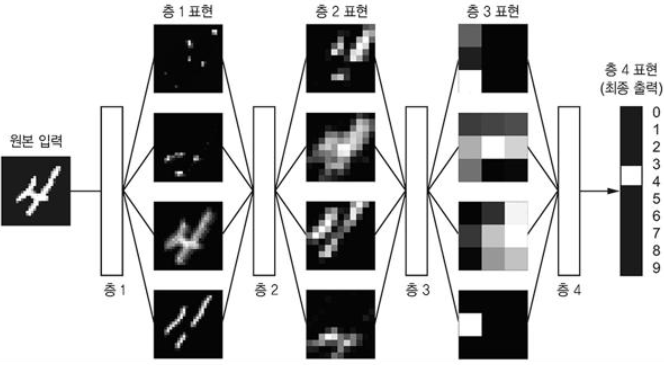 층 1 표현
층 2 표현
층 3 표현
층 4 표현
(최종 출력)
원본 입력
0
1
2
3
4
5
6
7
8
9
층 1
층 2
층 3
층 4